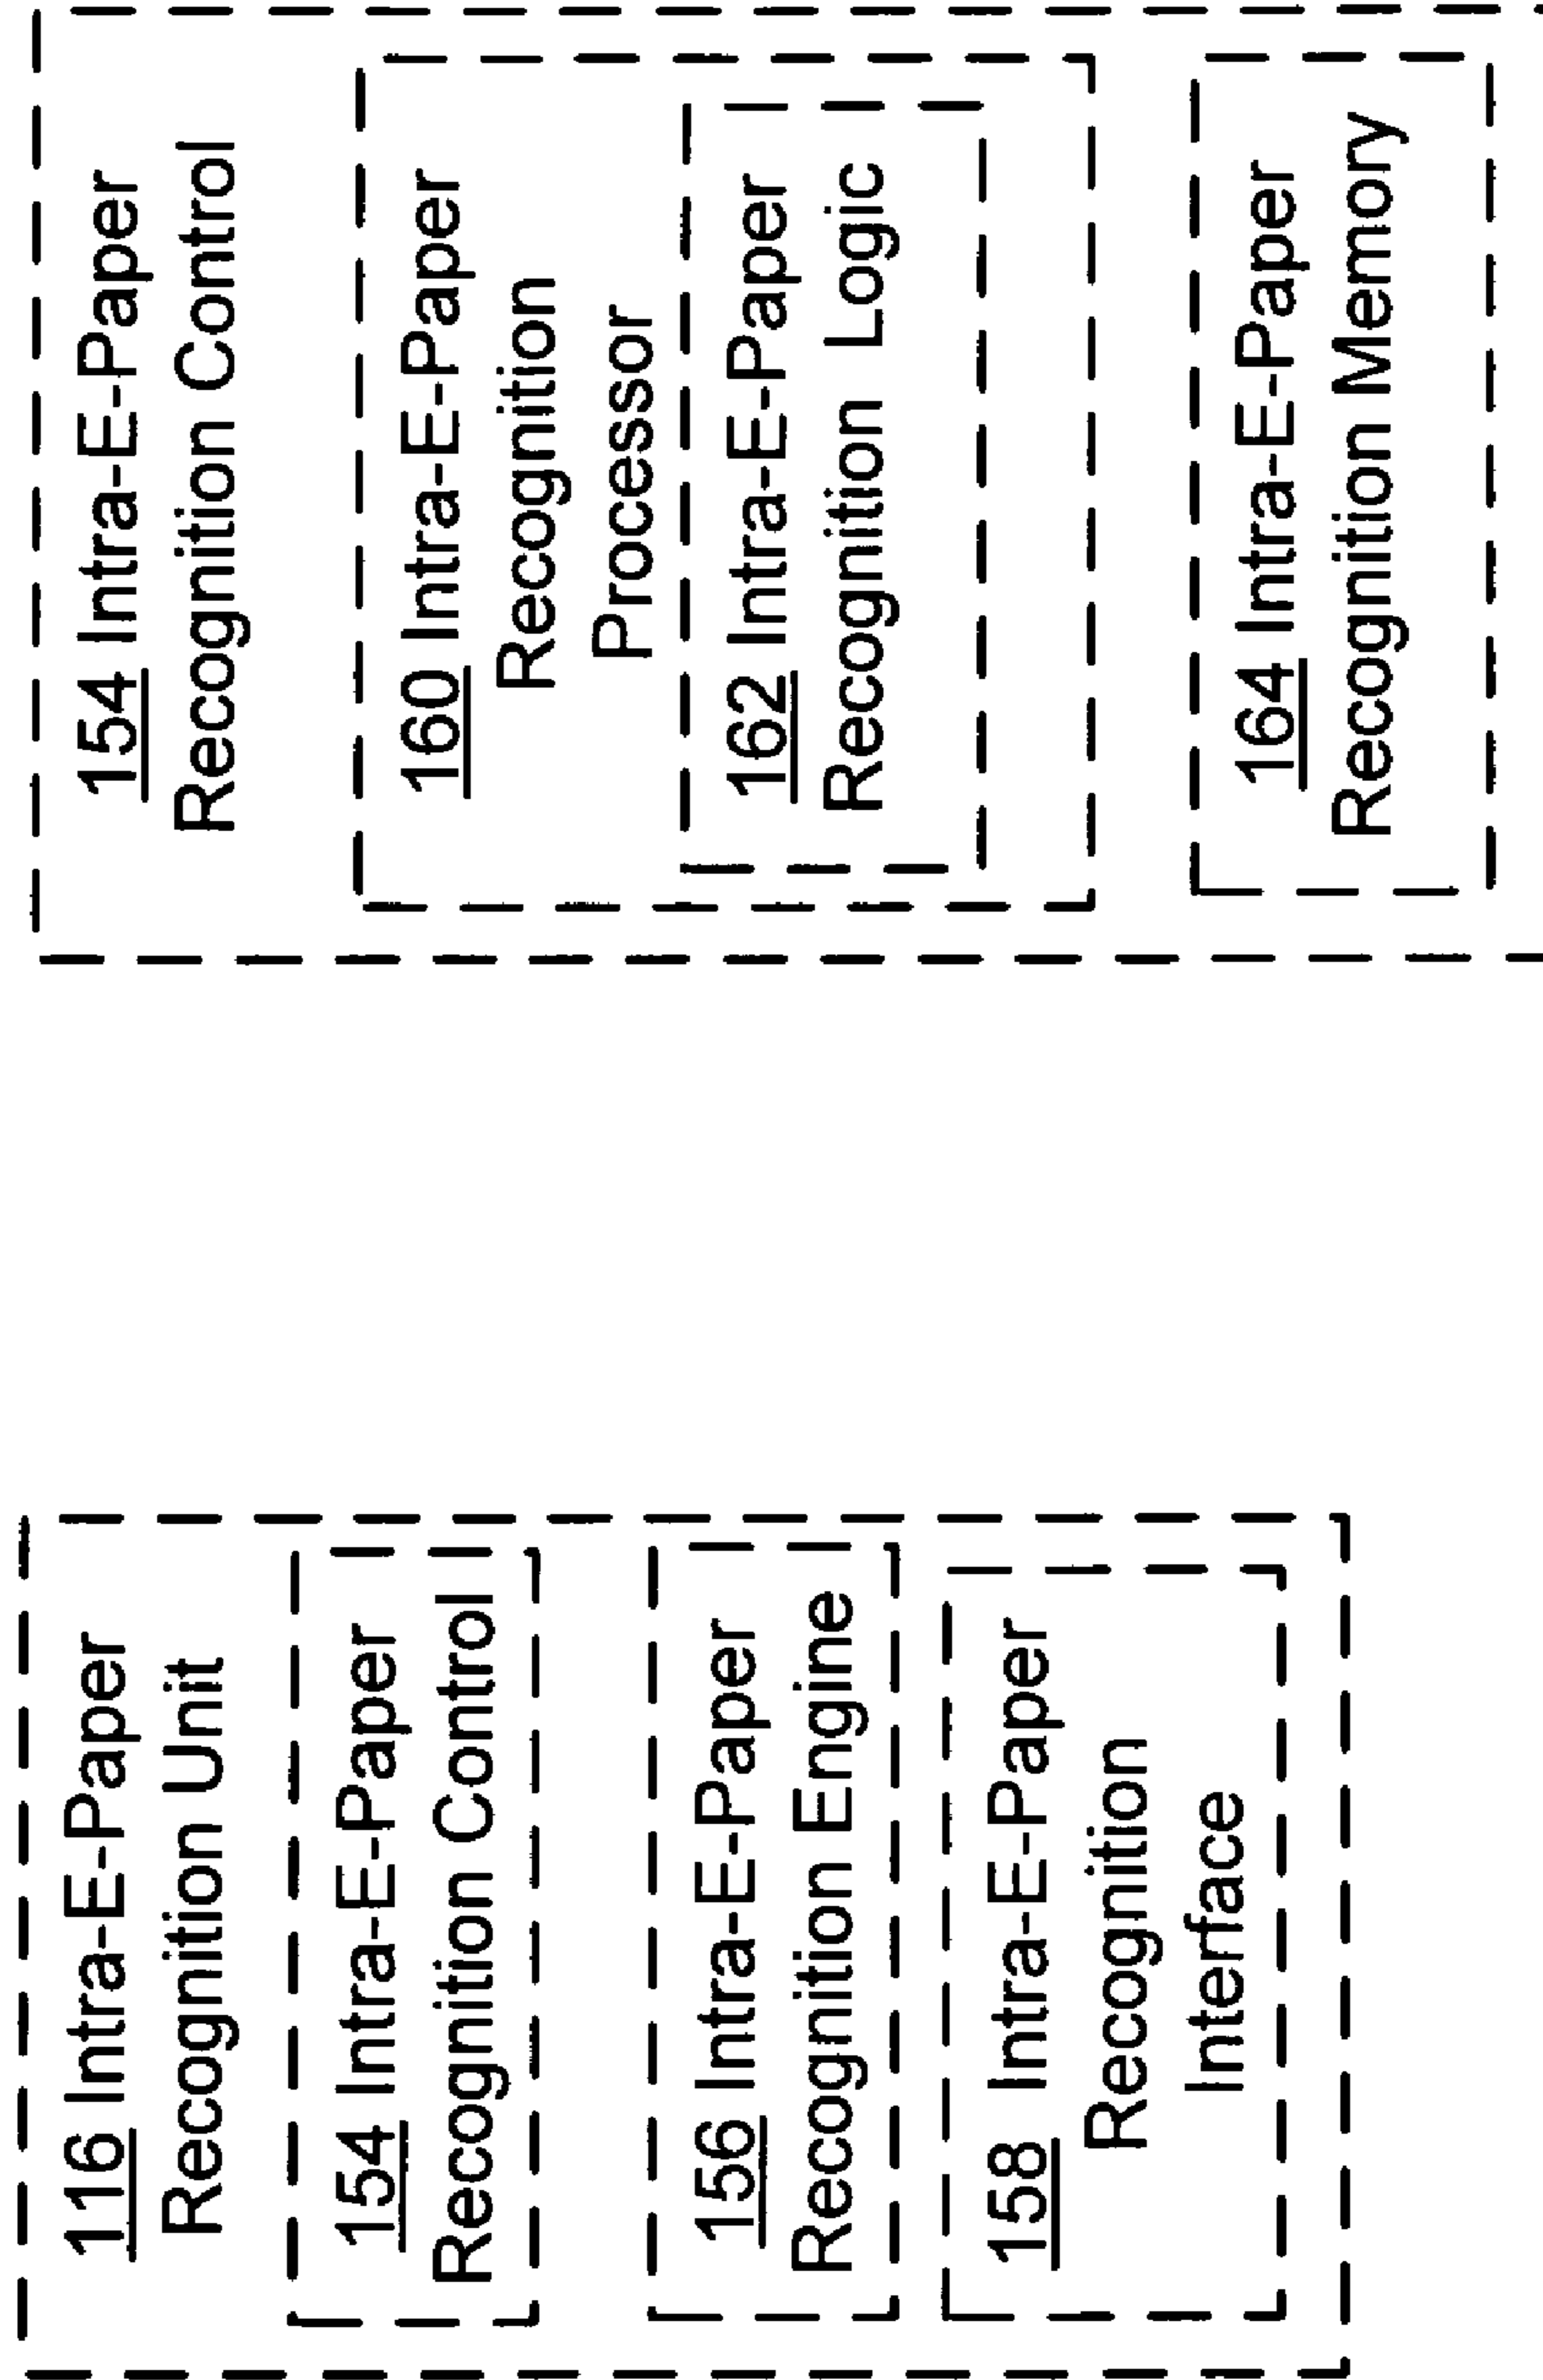 116 Intra-E-Paper
Recognition Unit
154 Intra-E-Paper
Recognition Control
156 Intra-E-Paper
Recognition Engine
158 Intra-E-Paper
Recognition
Interface
154 Intra-E-Paper
Recognition Control
160 Intra-E-Paper
Recognition
Processor
162 Intra-E-Paper
Recognition Logic
164 Intra-E-Paper
Recognition Memory